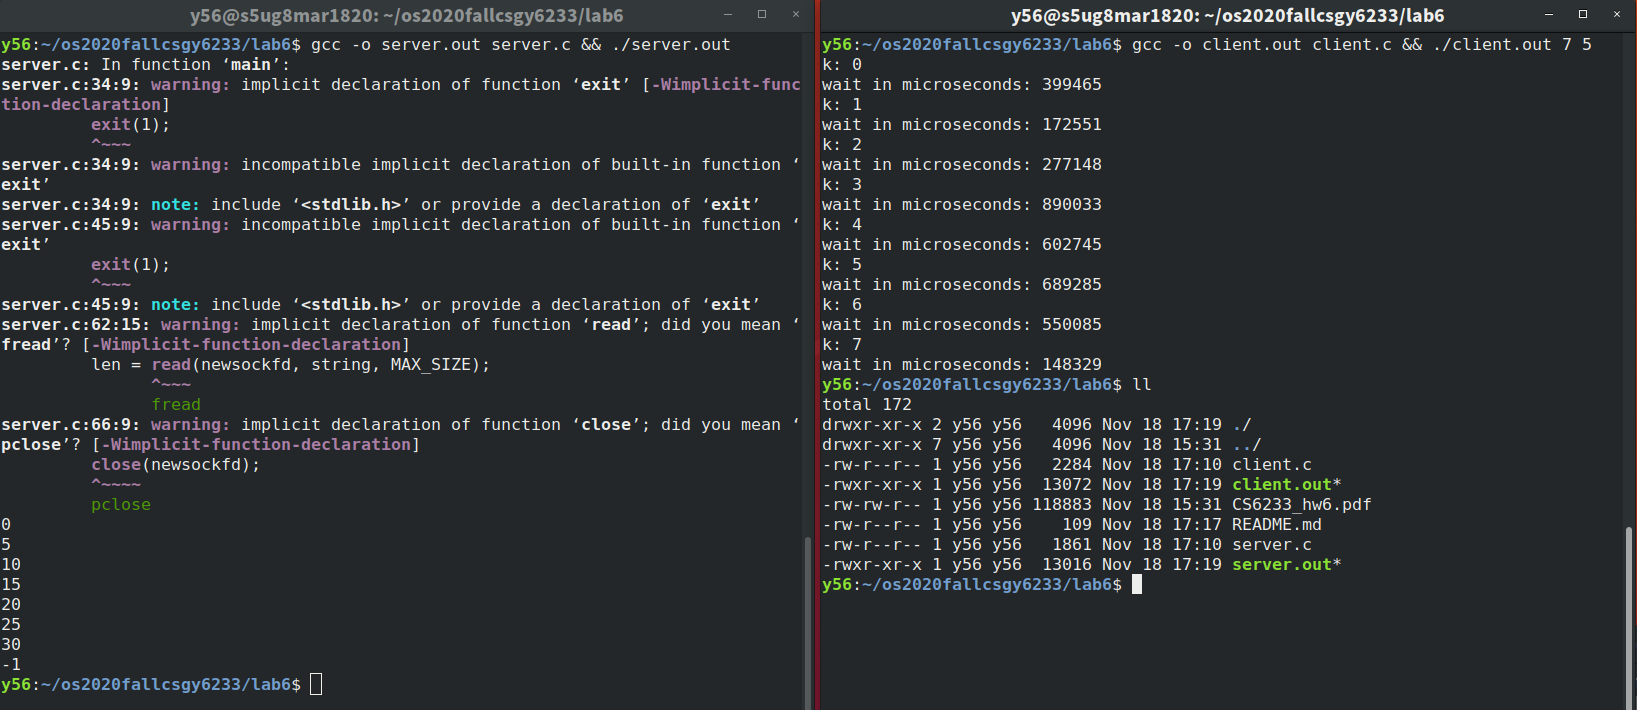 y56@s5ug8mar1820: ~/os2020fallcsgy6233/lab6
y56:~/os2020fallcsgy6233/lab6$ gcc -o server.out server.c && ./server.out
server.c: In function ‘main’:
server.c:34:9: warning: implicit declaration of function ‘exit’ [-Wimplicit-func
tion-declaration]
         exit(1);
         ^~~~
server.c:34:9: warning: incompatible implicit declaration of built-in function ‘
exit’
server.c:34:9: note: include ‘<stdlib.h>’ or provide a declaration of ‘exit’
server.c:45:9: warning: incompatible implicit declaration of built-in function ‘
exit’
         exit(1);
         ^~~~
server.c:45:9: note: include ‘<stdlib.h>’ or provide a declaration of ‘exit’
server.c:62:15: warning: implicit declaration of function ‘read’; did you mean ‘
fread’? [-Wimplicit-function-declaration]
         len = read(newsockfd, string, MAX_SIZE);
               ^~~~
               fread
server.c:66:9: warning: implicit declaration of function ‘close’; did you mean ‘
pclose’? [-Wimplicit-function-declaration]
         close(newsockfd);
         ^~~~~
         pclose
0
5
10
15
20
25
30
-1
y56:~/os2020fallcsgy6233/lab6$
y56@s5ug8mar1820: ~/os2020fallcsgy6233/lab6
y56:~/os2020fallcsgy6233/lab6$ gcc -o client.out client.c && ./client.out 7 5
k: 0
wait in microseconds: 399465
k: 1
wait in microseconds: 172551
k: 2
wait in microseconds: 277148
k: 3
wait in microseconds: 890033
k: 4
wait in microseconds: 602745
k: 5
wait in microseconds: 689285
k: 6
wait in microseconds: 550085
k: 7
wait in microseconds: 148329
y56:~/os2020fallcsgy6233/lab6$ ll
total 172
drwxr-xr-x 2 y56 y56   4096 Nov 18 17:19 ./
drwxr-xr-x 7 y56 y56   4096 Nov 18 15:31 ../
-rw-r--r-- 1 y56 y56   2284 Nov 18 17:10 client.c
-rwxr-xr-x 1 y56 y56  13072 Nov 18 17:19 client.out*
-rw-rw-r-- 1 y56 y56 118883 Nov 18 15:31 CS6233_hw6.pdf
-rw-r--r-- 1 y56 y56    109 Nov 18 17:17 README.md
-rw-r--r-- 1 y56 y56   1861 Nov 18 17:10 server.c
-rwxr-xr-x 1 y56 y56  13016 Nov 18 17:19 server.out*
y56:~/os2020fallcsgy6233/lab6$